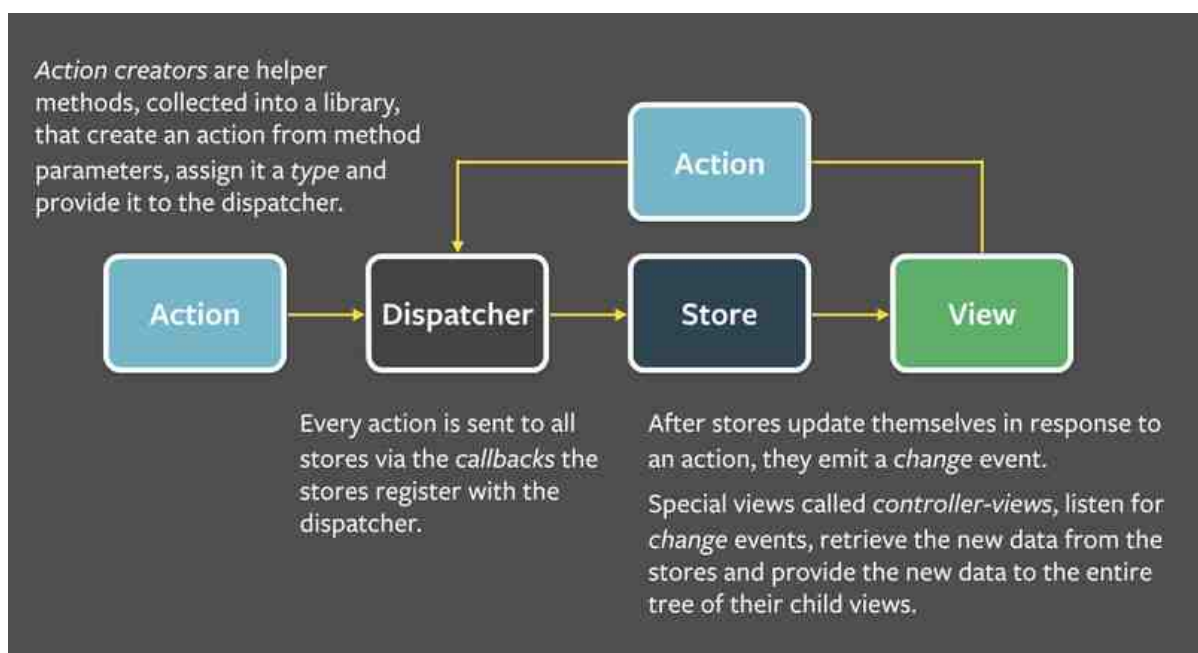 Action creators are helper
methods, collected into a library,
that create an action from method
parameters, assign it a type and
provide it to the dispatcher.
Action
Action
Dispatcher
Store
View
Every action is sent to all
stores via the callbacks the
stores register with the
dispatcher.
After stores update themselves in response to
an action, they emit a change event.
Special views called controller-views, listen for
change events, retrieve the new data from the
stores and provide the new data to the entire
tree of their child views.